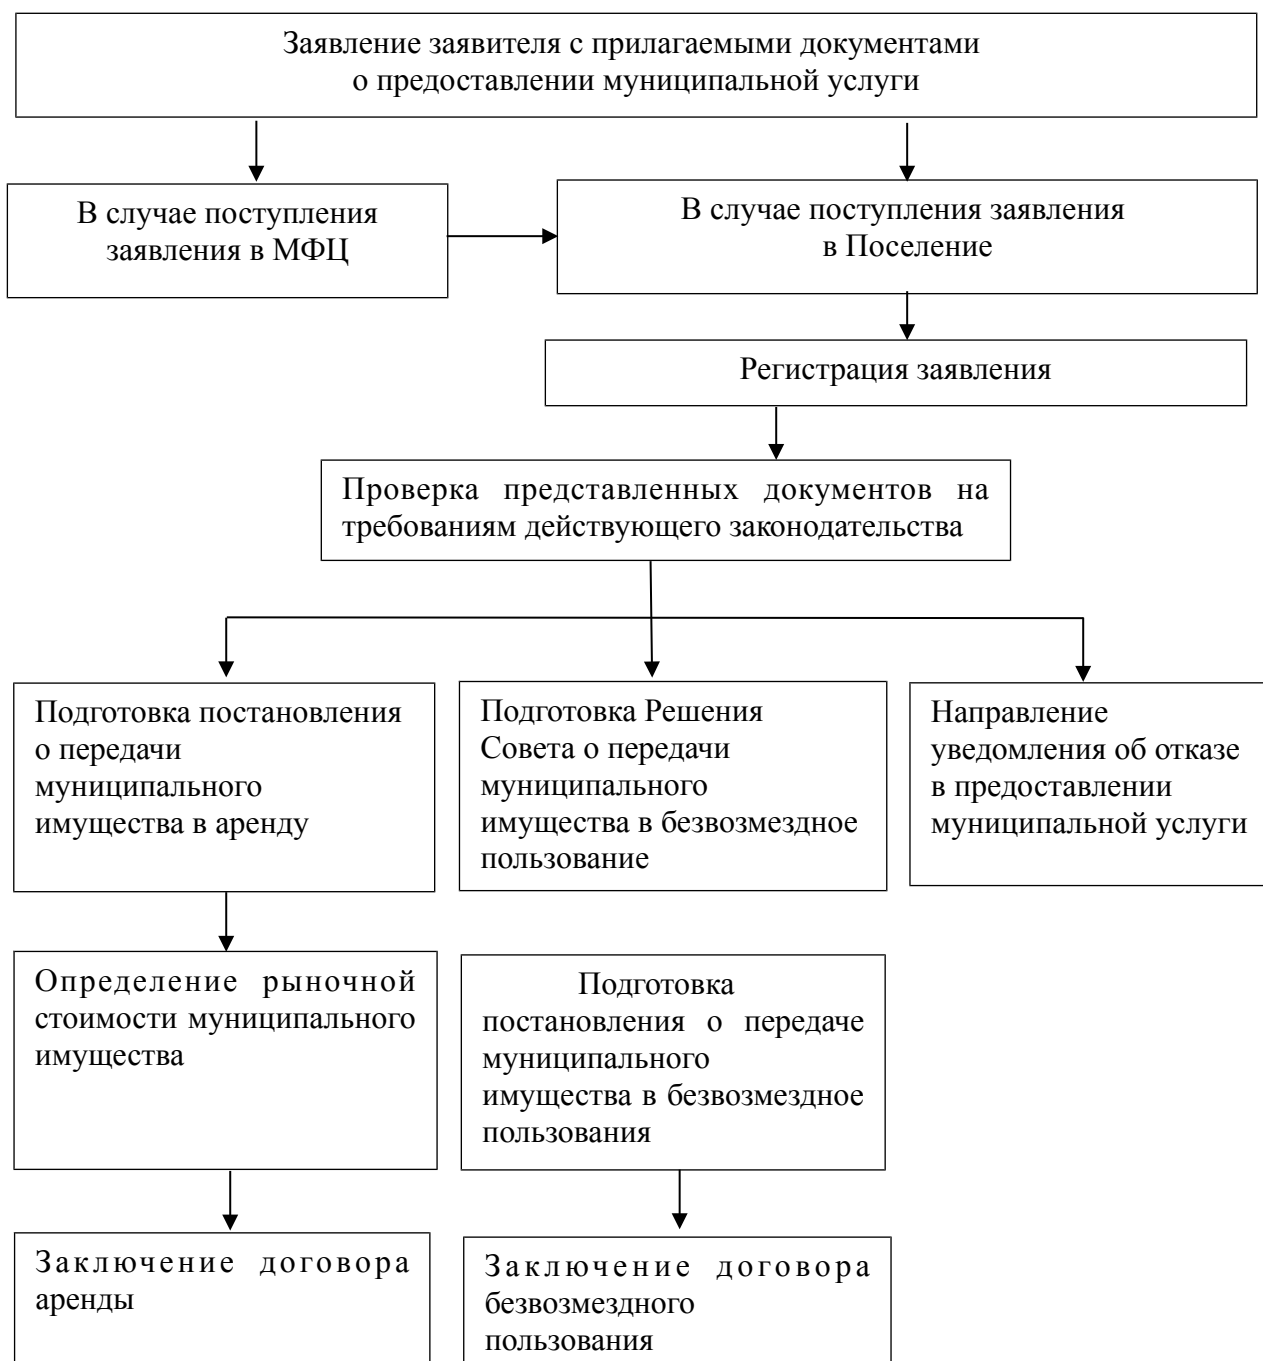 Заявление заявителя с прилагаемыми документами
о предоставлении муниципальной услуги
В случае поступления
заявления в МФЦ
В случае поступления заявления
в Поселение
Регистрация заявления
Проверка представленных документов на
требованиям действующего законодательства
Подготовка постановления
о передачи
муниципального
имущества в аренду
Подготовка Решения
Совета о передачи
муниципального
имущества в безвозмездное
пользование
Направление
уведомления об отказе
в предоставлении
муниципальной услуги
Определение рыночной
стоимости муниципального
имущества
Подготовка
постановления о передаче
муниципального
имущества в безвозмездное
пользования
Заключение договора
аренды
Заключение договора
безвозмездного
пользования